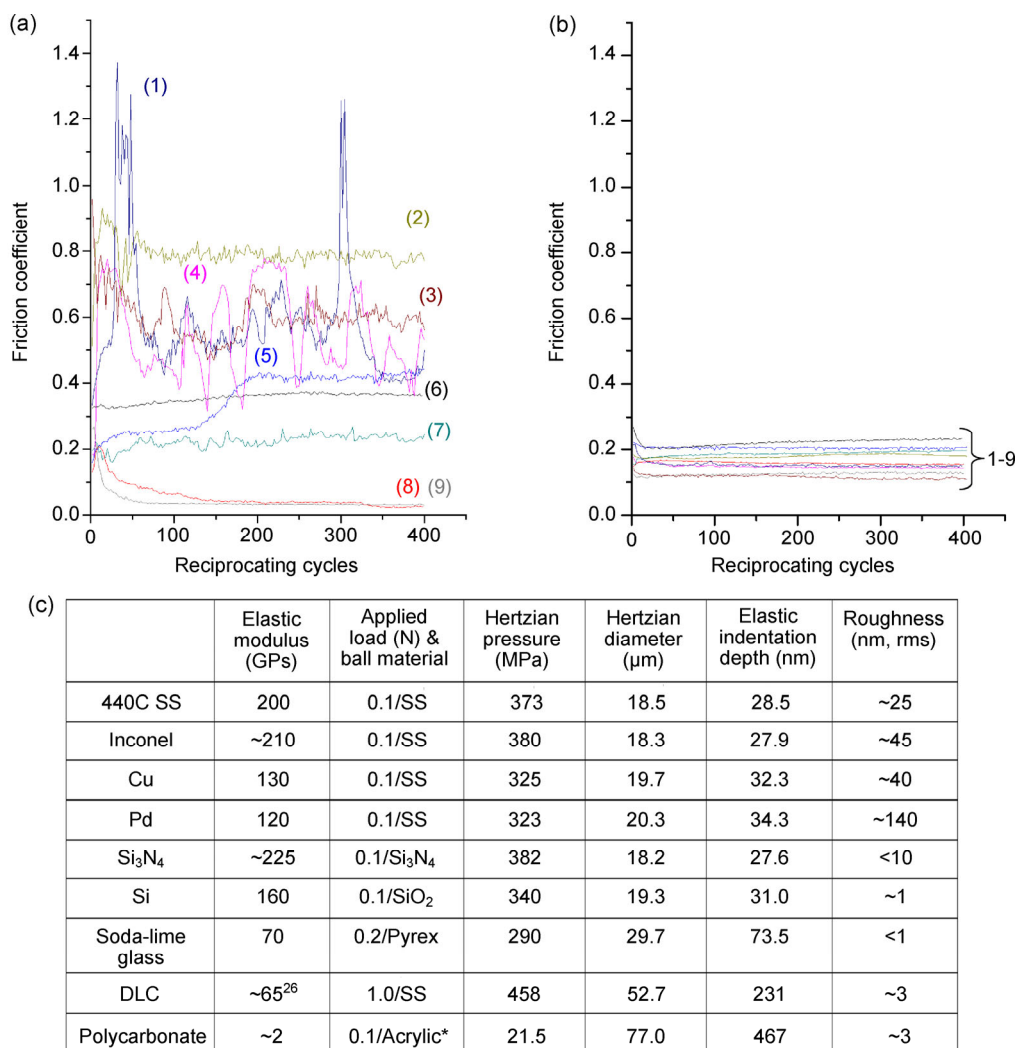 (a)
1.4
1.2
1.0
0.8
0.6
0.4
0.2
0.0
Friction coefficient
(1)
(2)
(3)
(4)
(5)
(6)
(7)
(8) (9)
0 100 200 300 400
Reciprocating cycles
(b)
1.4
1.2
1.0
0.8
0.6
0.4
0.2
0.0
Friction coefficient
1-9
0 100 200 300 400
Reciprocating cycles
(c)
Elastic modulus (GPs) Applied load (N) & ball material Hertzian pressure (MPa) Hertzian diameter (µm) Elastic indentation depth (nm) Roughness (nm, rms)
440C SS 200 0.1/SS 373 18.5 28.5 ~25
Inconel ~210 0.1/SS 380 18.3 27.9 ~45
Cu 130 0.1/SS 325 19.7 32.3 ~40
Pd 120 0.1/SS 323 20.3 34.3 ~140
Si₃N₄ ~225 0.1/Si₃N₄ 382 18.2 27.6 <10
Si 160 0.1/SiO₂ 340 19.3 31.0 ~1
Soda-lime glass 70 0.2/Pyrex 290 29.7 73.5 <1
DLC ~65²⁶ 1.0/SS 458 52.7 231 ~3
Polycarbonate ~2 0.1/Acrylic* 21.5 77.0 467 ~3